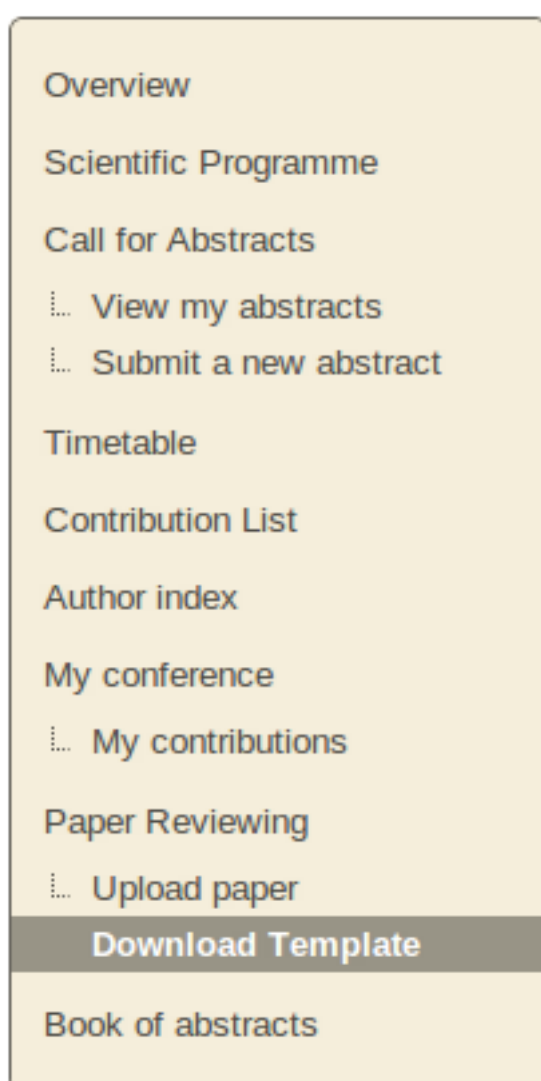 Overview
Scientific Programme
Call for Abstracts
View my abstracts
Submit a new abstract
Timetable
Contribution List
Author index
My conference
My contributions
Paper Reviewing
Upload paper
Download Template
Book of abstracts